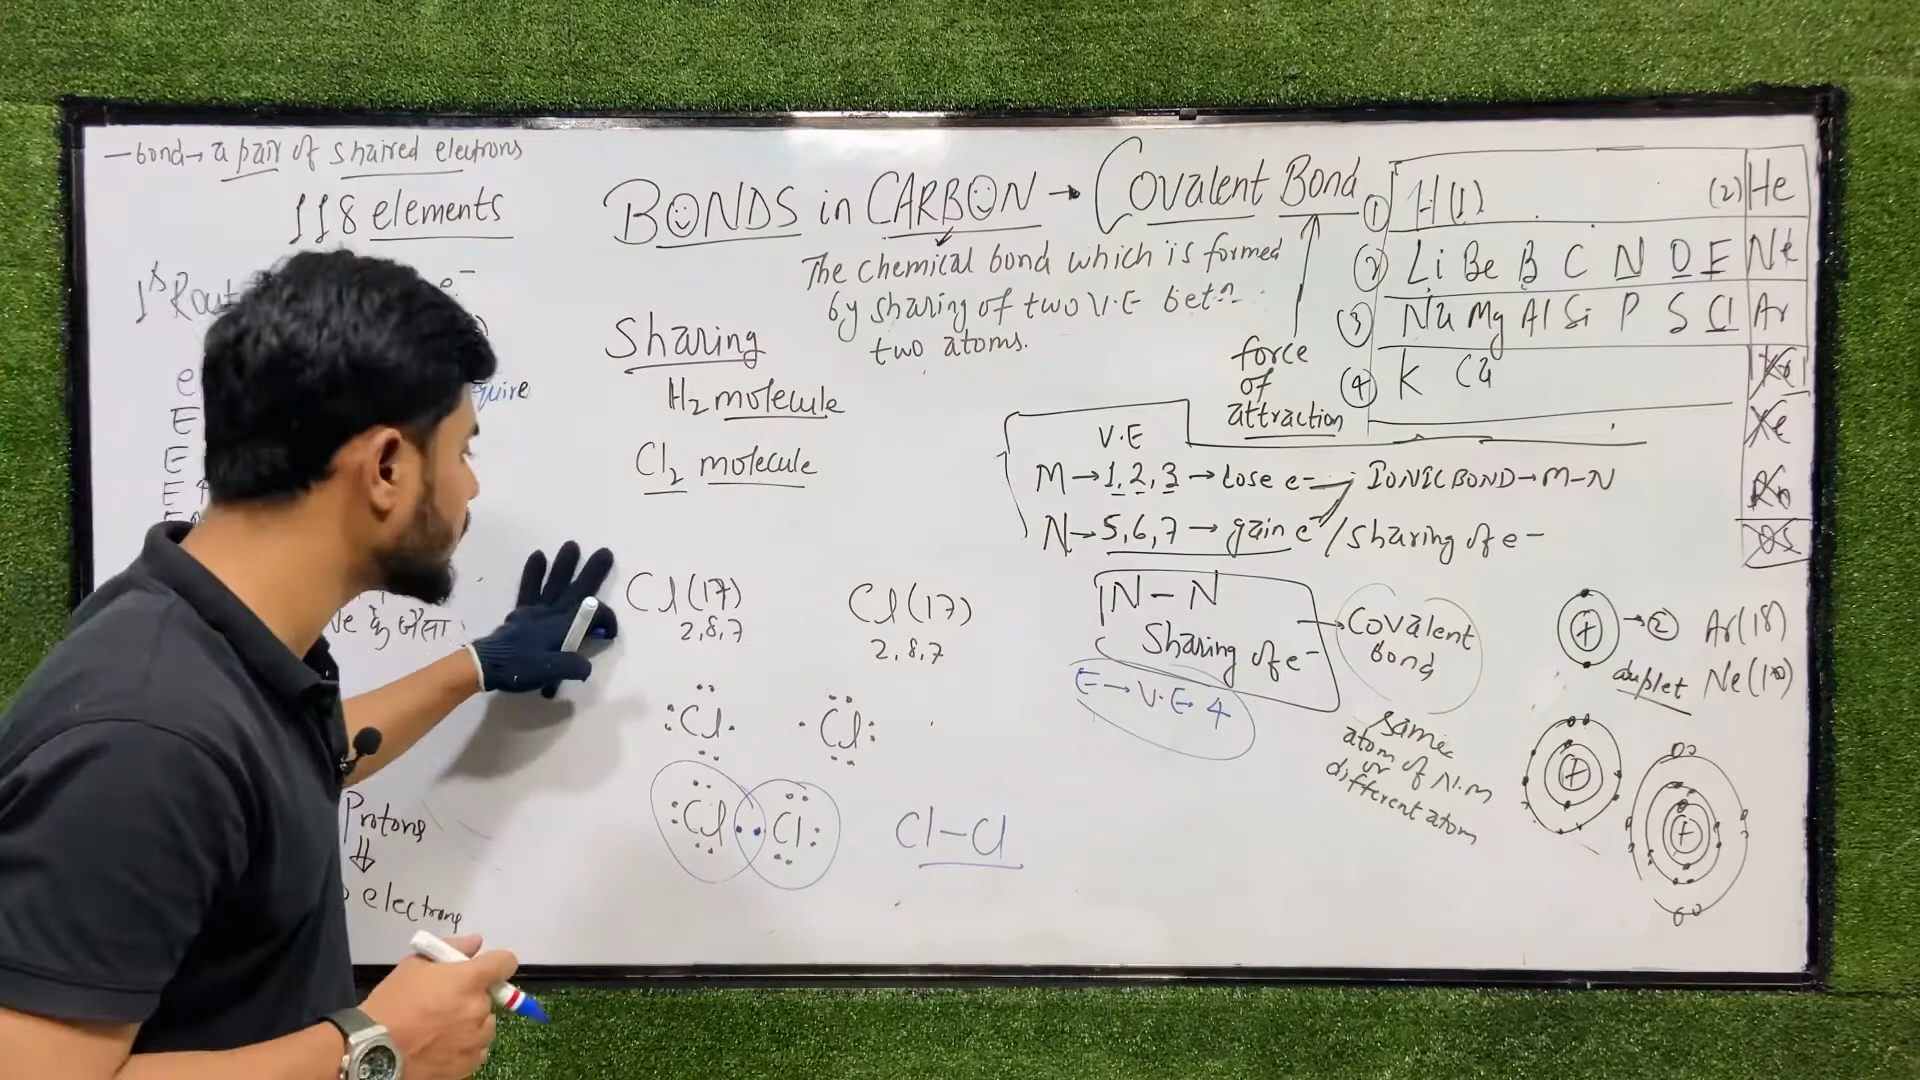 —bond→ a pair of shaired electrons
118 elements
1st Rout
e⁻
quire
Ne के जैसा
Protons
⇓
electrons
BONDS in CARBON → Covalent Bond
The chemical bond which is formed
by sharing of two V.E betn
two atoms.
Sharing
H₂ molecule
Cl₂ molecule
Cl(17) Cl(17)
2,8,7 2,8,7
Cl Cl
Cl Cl Cl–Cl
force
of
attraction
① H(1) (2) He
② Li Be B C N O F Ne
(3) Na Mg Al Si P S Cl Ar
(4) K Ca Kr
Xe
Rn
OS
V.E
M→1,2,3→lose e- IONIC BOND→M-N
N→5,6,7→gain e⁻/sharing of e-
N–N
Sharing of e⁻
→Covalent
Bond
E→V.E→4
same
atom of N.M
or
different atom
+ →② Ar(18)
duplet Ne(10)
+ +